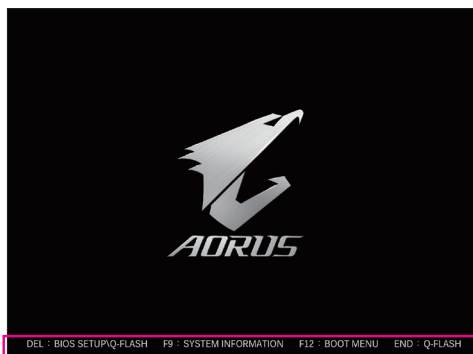 AORUS
DEL : BIOS SETUP\Q-FLASH F9 : SYSTEM INFORMATION F12 : BOOT MENU END : Q-FLASH